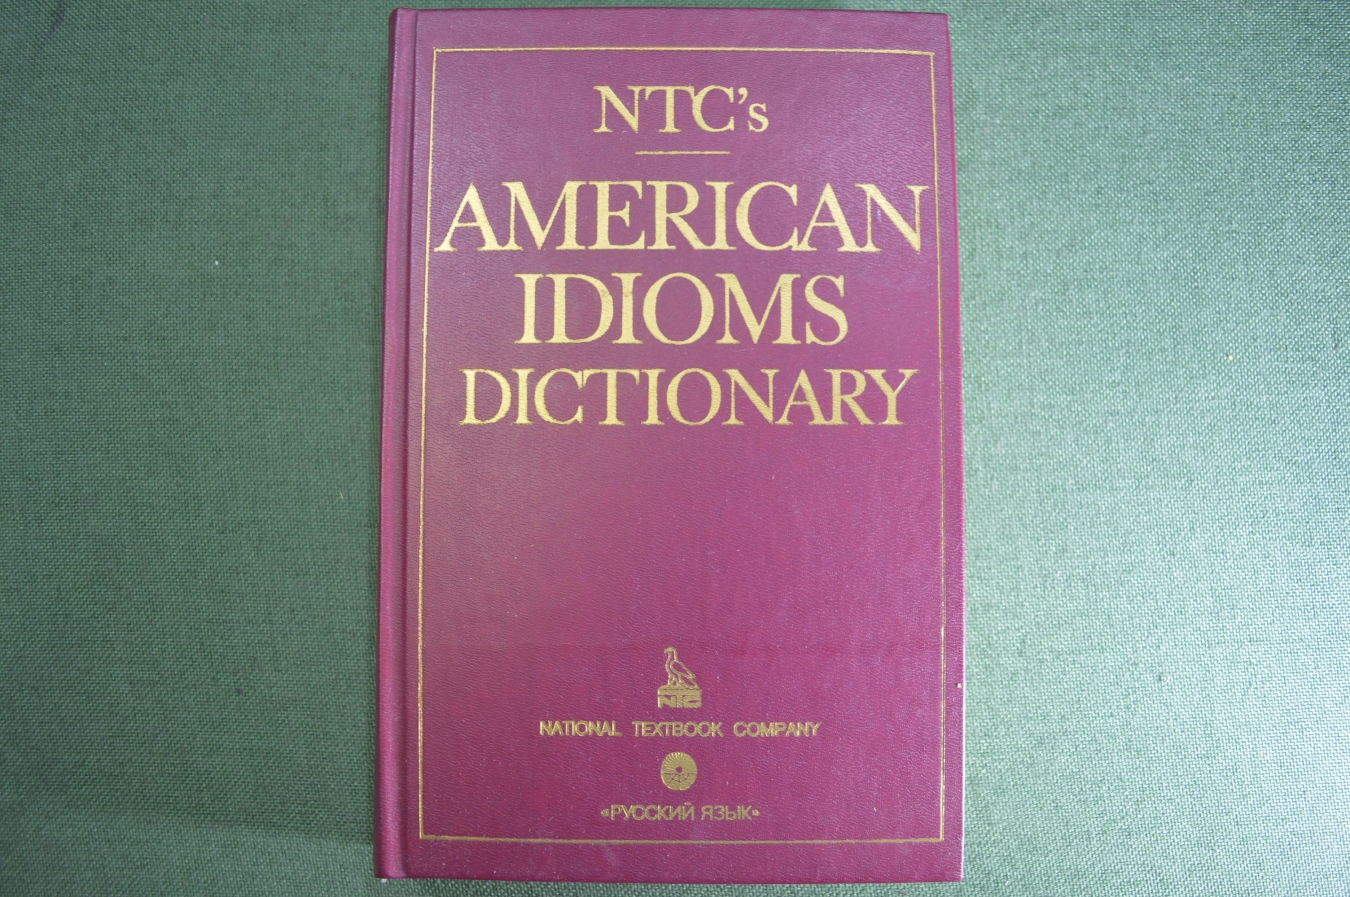 NTC's
AMERICAN
IDIOMS
DICTIONARY
NTC
NATIONAL TEXTBOOK COMPANY
«РУССКИЙ ЯЗЫК»